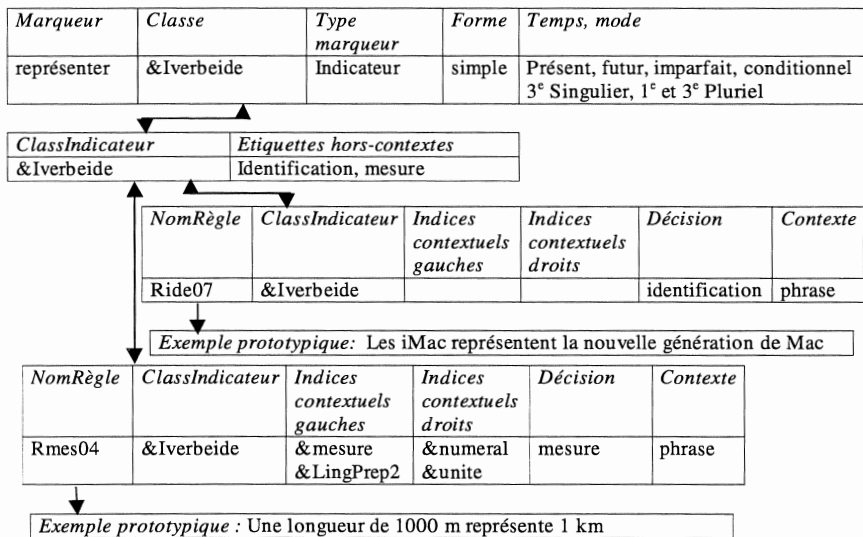 Marqueur Classe Type marqueur Forme Temps, mode
représenter &Iverbeide Indicateur simple Présent, futur, imparfait, conditionnel
3e Singulier, 1e et 3e Pluriel
ClassIndicateur Etiquettes hors-contextes
&Iverbeide Identification, mesure
NomRègle ClassIndicateur Indices contextuels gauches Indices contextuels droits Décision Contexte
Ride07 &Iverbeide identification phrase
Exemple prototypique: Les iMac représentent la nouvelle génération de Mac
NomRègle ClassIndicateur Indices contextuels gauches Indices contextuels droits Décision Contexte
Rmes04 &Iverbeide &mesure &numeral mesure phrase
&LingPrep2 &unite
Exemple prototypique : Une longueur de 1000 m représente 1 km